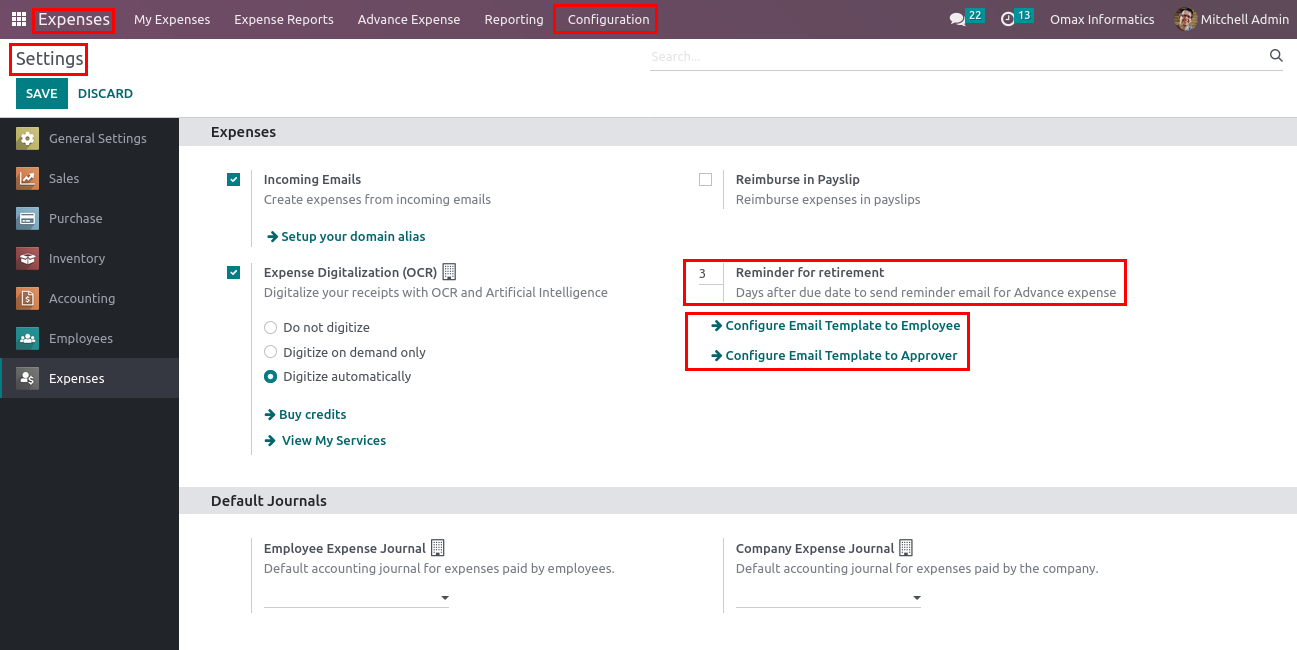 Expenses My Expenses Expense Reports Advance Expense Reporting Configuration 22 13 Omax Informatics Mitchell Admin
Settings Search...
SAVE DISCARD
General Settings
Sales
Purchase
Inventory
Accounting
Employees
Expenses
Expenses
Incoming Emails
Create expenses from incoming emails
Setup your domain alias
Reimburse in Payslip
Reimburse expenses in payslips
Expense Digitalization (OCR)
Digitalize your receipts with OCR and Artificial Intelligence
Do not digitize
Digitize on demand only
Digitize automatically
Buy credits
View My Services
3 Reminder for retirement
Days after due date to send reminder email for Advance expense
Configure Email Template to Employee
Configure Email Template to Approver
Default Journals
Employee Expense Journal
Default accounting journal for expenses paid by employees.
Company Expense Journal
Default accounting journal for expenses paid by the company.